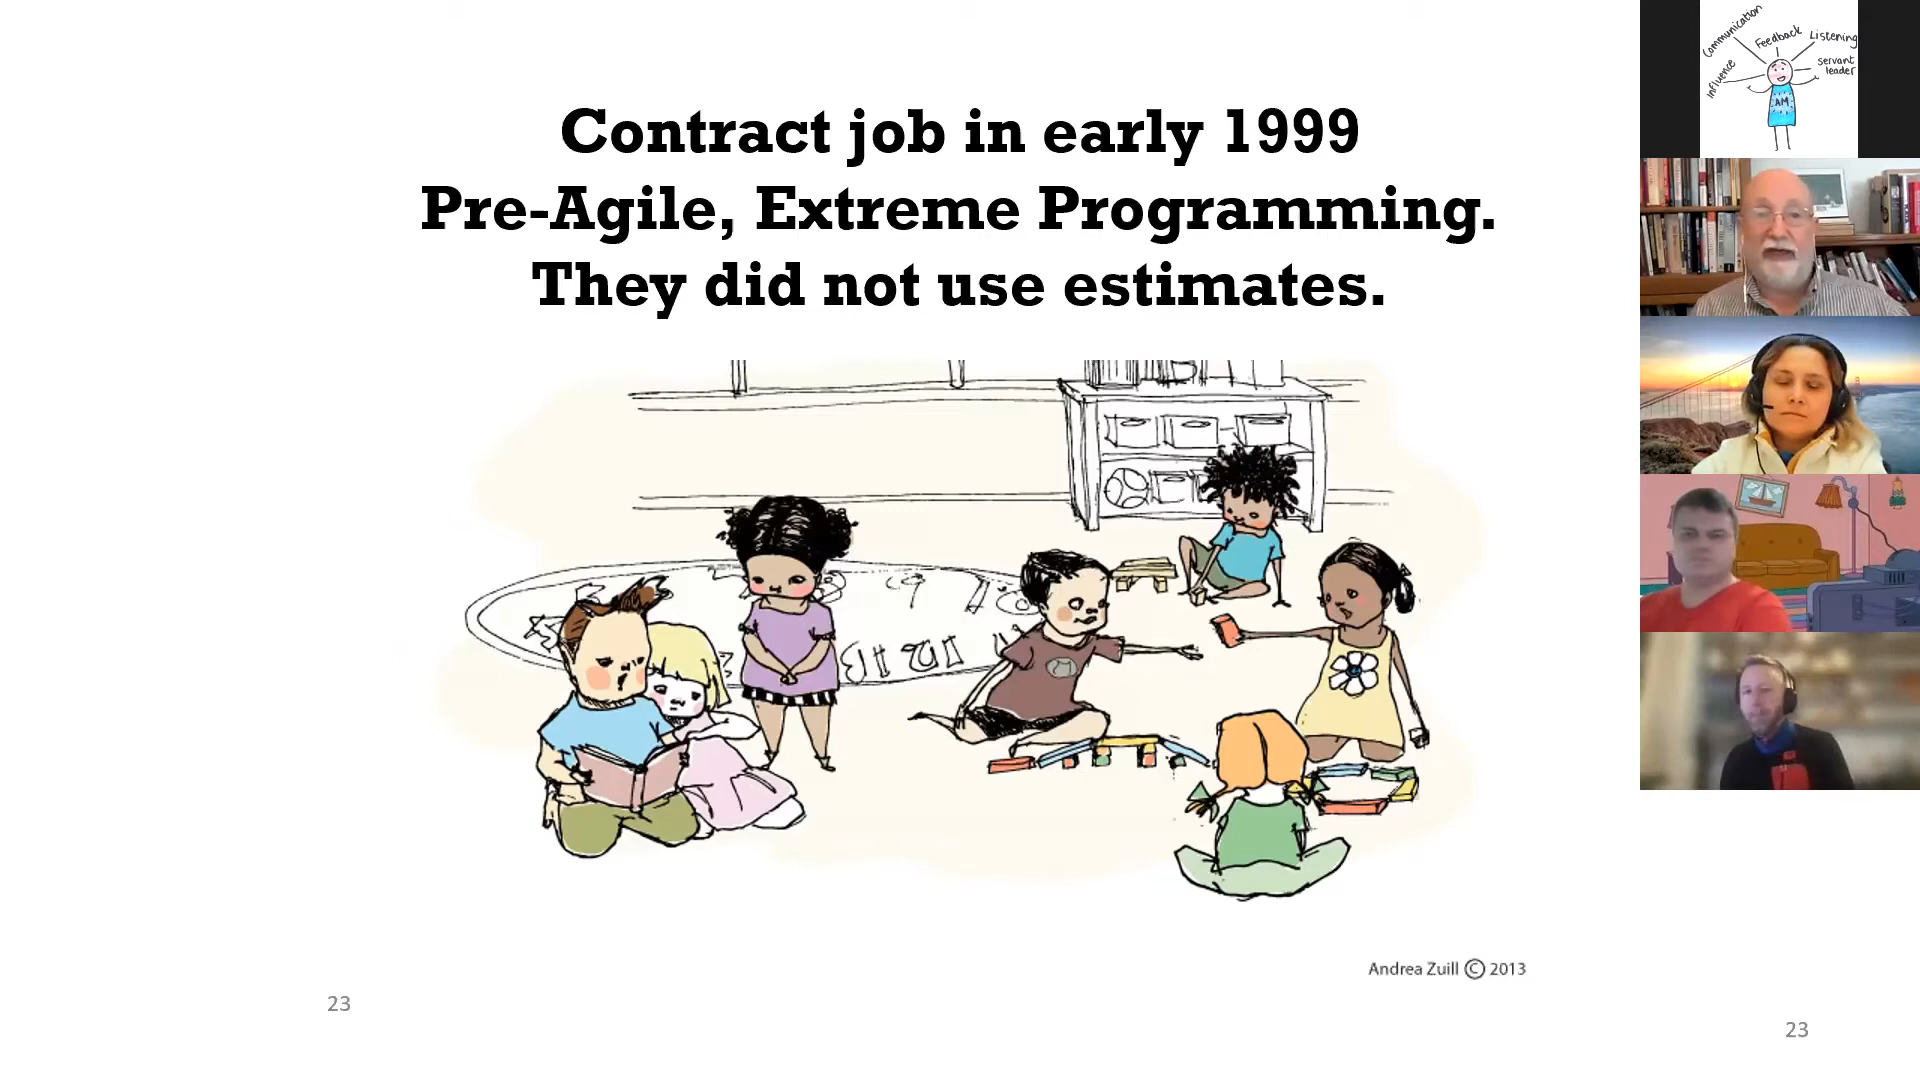 Contract job in early 1999
Pre-Agile, Extreme Programming.
They did not use estimates.
Andrea Zuill © 2013
23
23
Communication
Feedback
Listening
Influence
servant
leader
AM